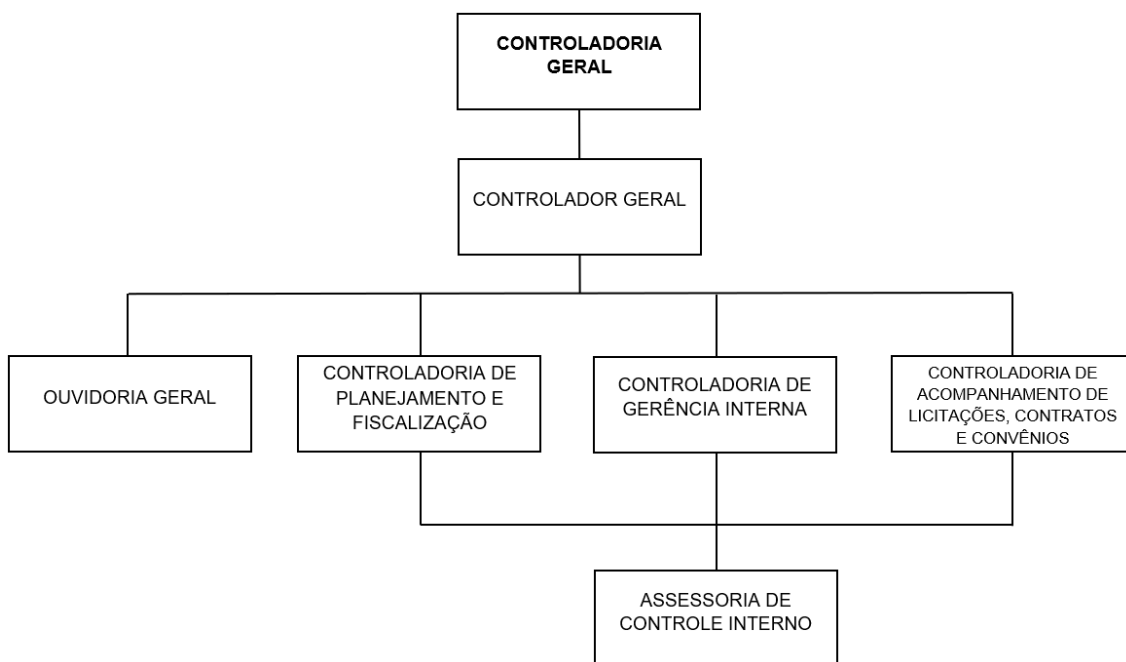 CONTROLADORIA
GERAL
CONTROLADOR GERAL
OUVIDORIA GERAL
CONTROLADORIA DE
PLANEJAMENTO E
FISCALIZAÇÃO
CONTROLADORIA DE
GERÊNCIA INTERNA
CONTROLADORIA DE
ACOMPANHAMENTO DE
LICITAÇÕES, CONTRATOS
E CONVÊNIOS
ASSESSORIA DE
CONTROLE INTERNO